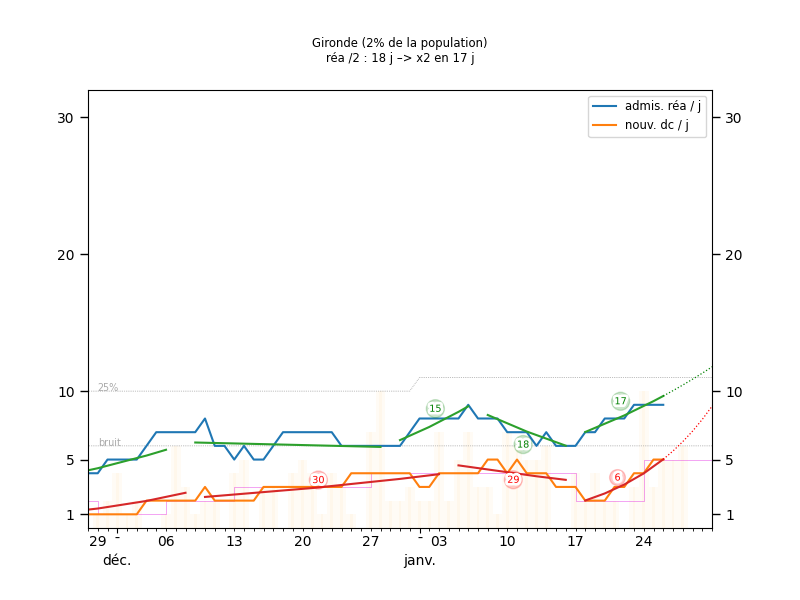 Gironde (2% de la population)
réa /2 : 18 j –> x2 en 17 j
admis. réa / j
nouv. dc / j
30 30
20 20
25%
10 10
17
15
bruit
18
5 5
30 29 6
1 1
29 - 06 13 20 27 - 03 10 17 24
déc. janv.